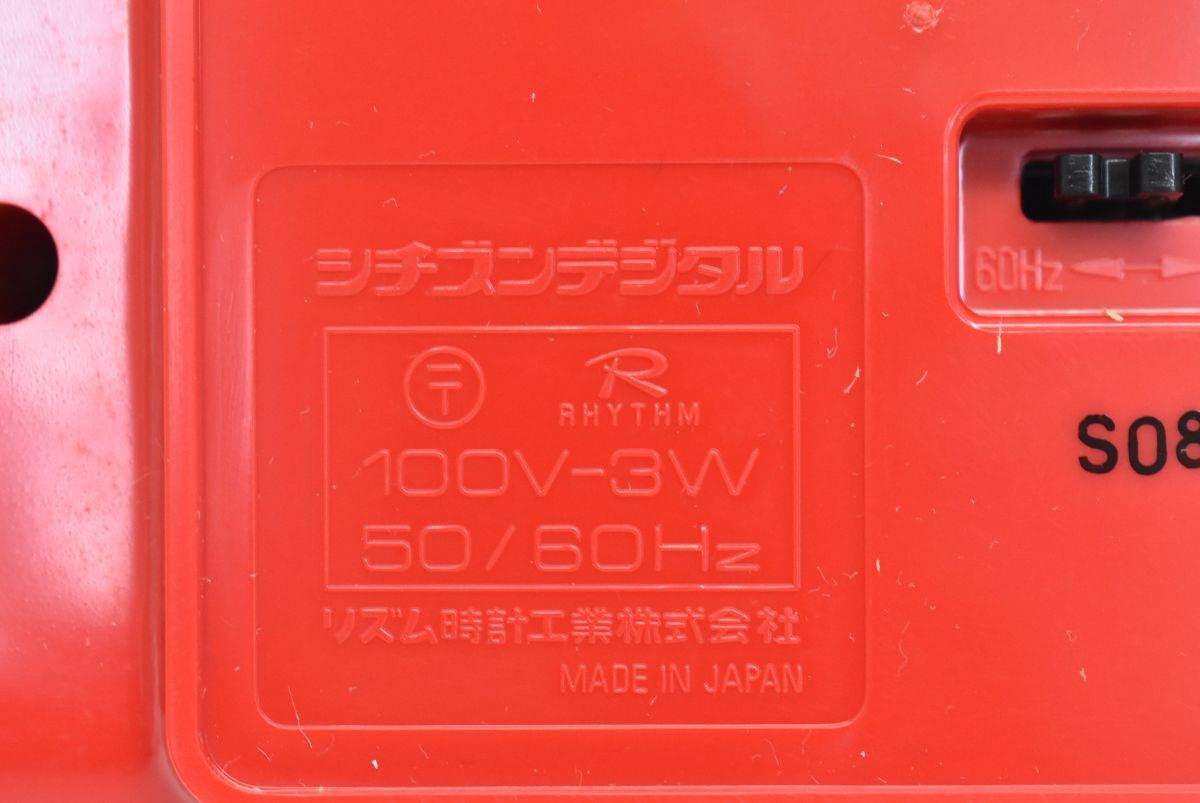 シチズンデジタル
〒 R
RHYTHM
100V-3W
50/60Hz
リズム時計工業株式会社
MADE IN JAPAN
60Hz
S08